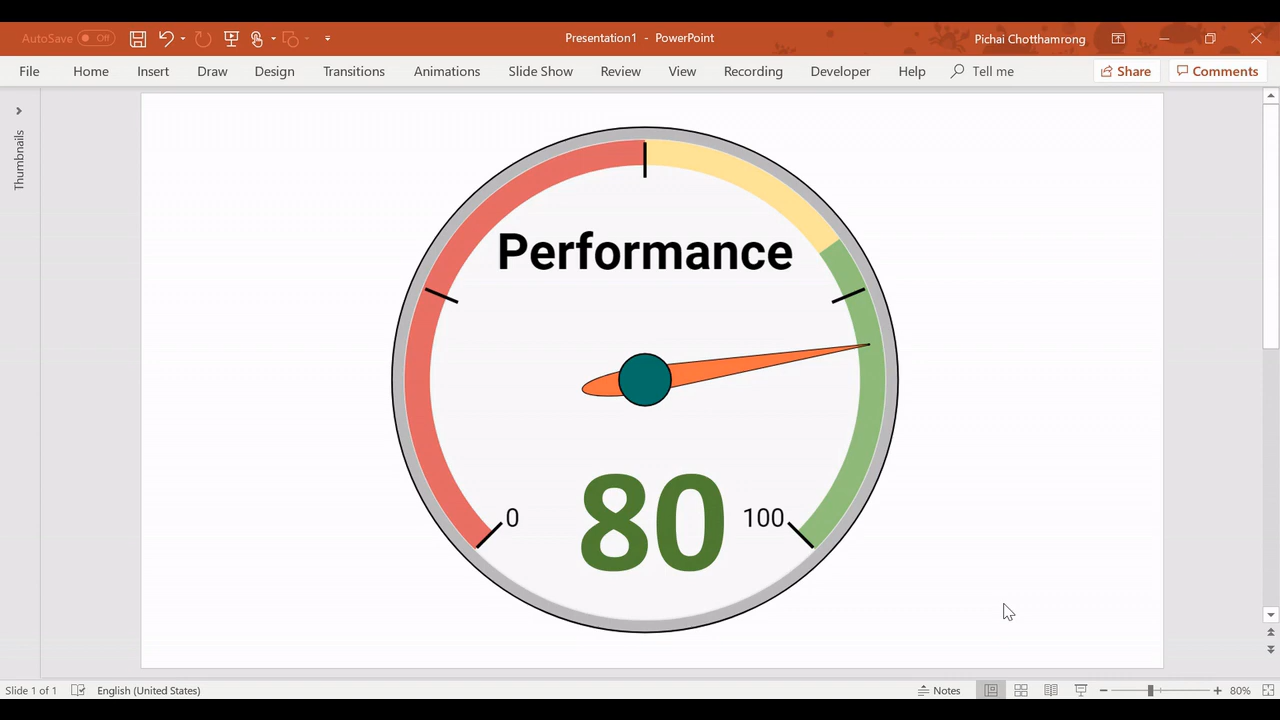 AutoSave Off
Presentation1 - PowerPoint
Pichai Chotthamrong
File Home Insert Draw Design Transitions Animations Slide Show Review View Recording Developer Help Tell me Share Comments
Thumbnails
Performance
0 80 100
Slide 1 of 1 English (United States) Notes 80%